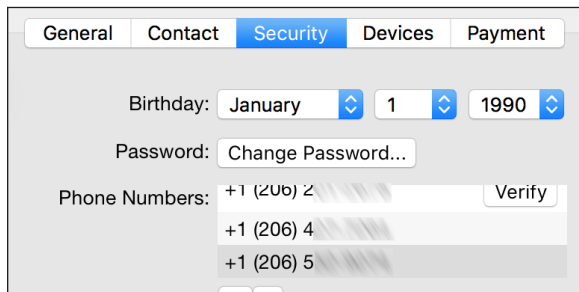 General Contact Security Devices Payment
Birthday: January 1 1990
Password: Change Password...
Phone Numbers: +1 (206) 2 Verify
+1 (206) 4
+1 (206) 5